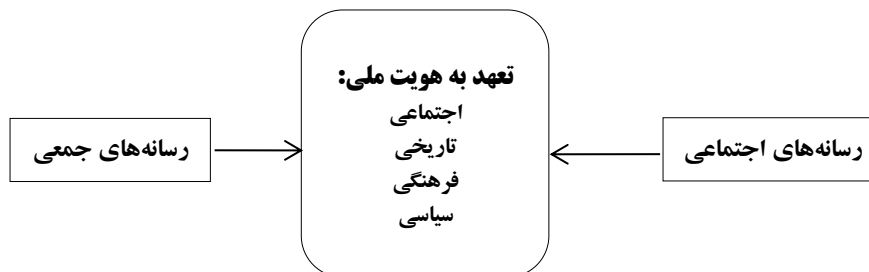 تعهد به هویت ملی:
اجتماعی
تاریخی
فرهنگی
سیاسی
رسانه‌های اجتماعی
رسانه‌های جمعی